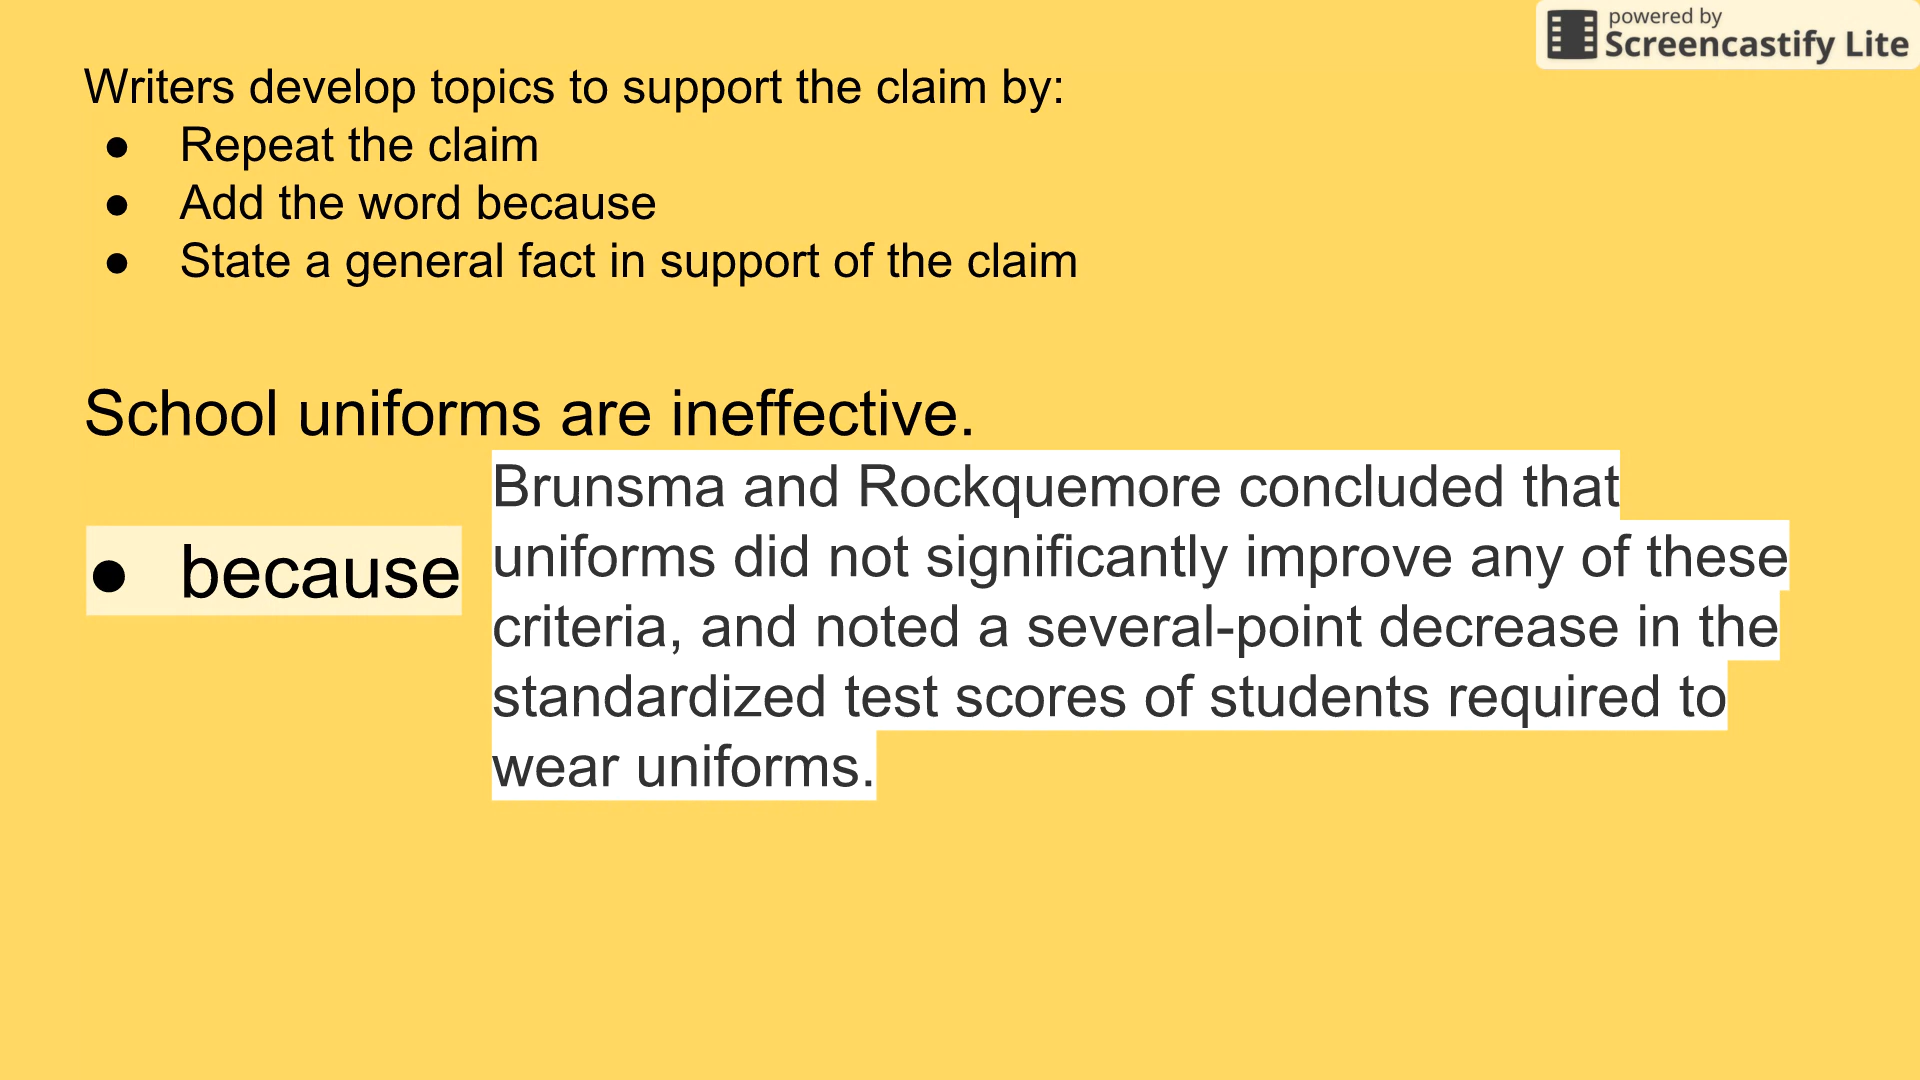 powered by
Screencastify Lite
Writers develop topics to support the claim by:
● Repeat the claim
● Add the word because
● State a general fact in support of the claim
School uniforms are ineffective.
● because
Brunsma and Rockquemore concluded that
uniforms did not significantly improve any of these
criteria, and noted a several-point decrease in the
standardized test scores of students required to
wear uniforms.